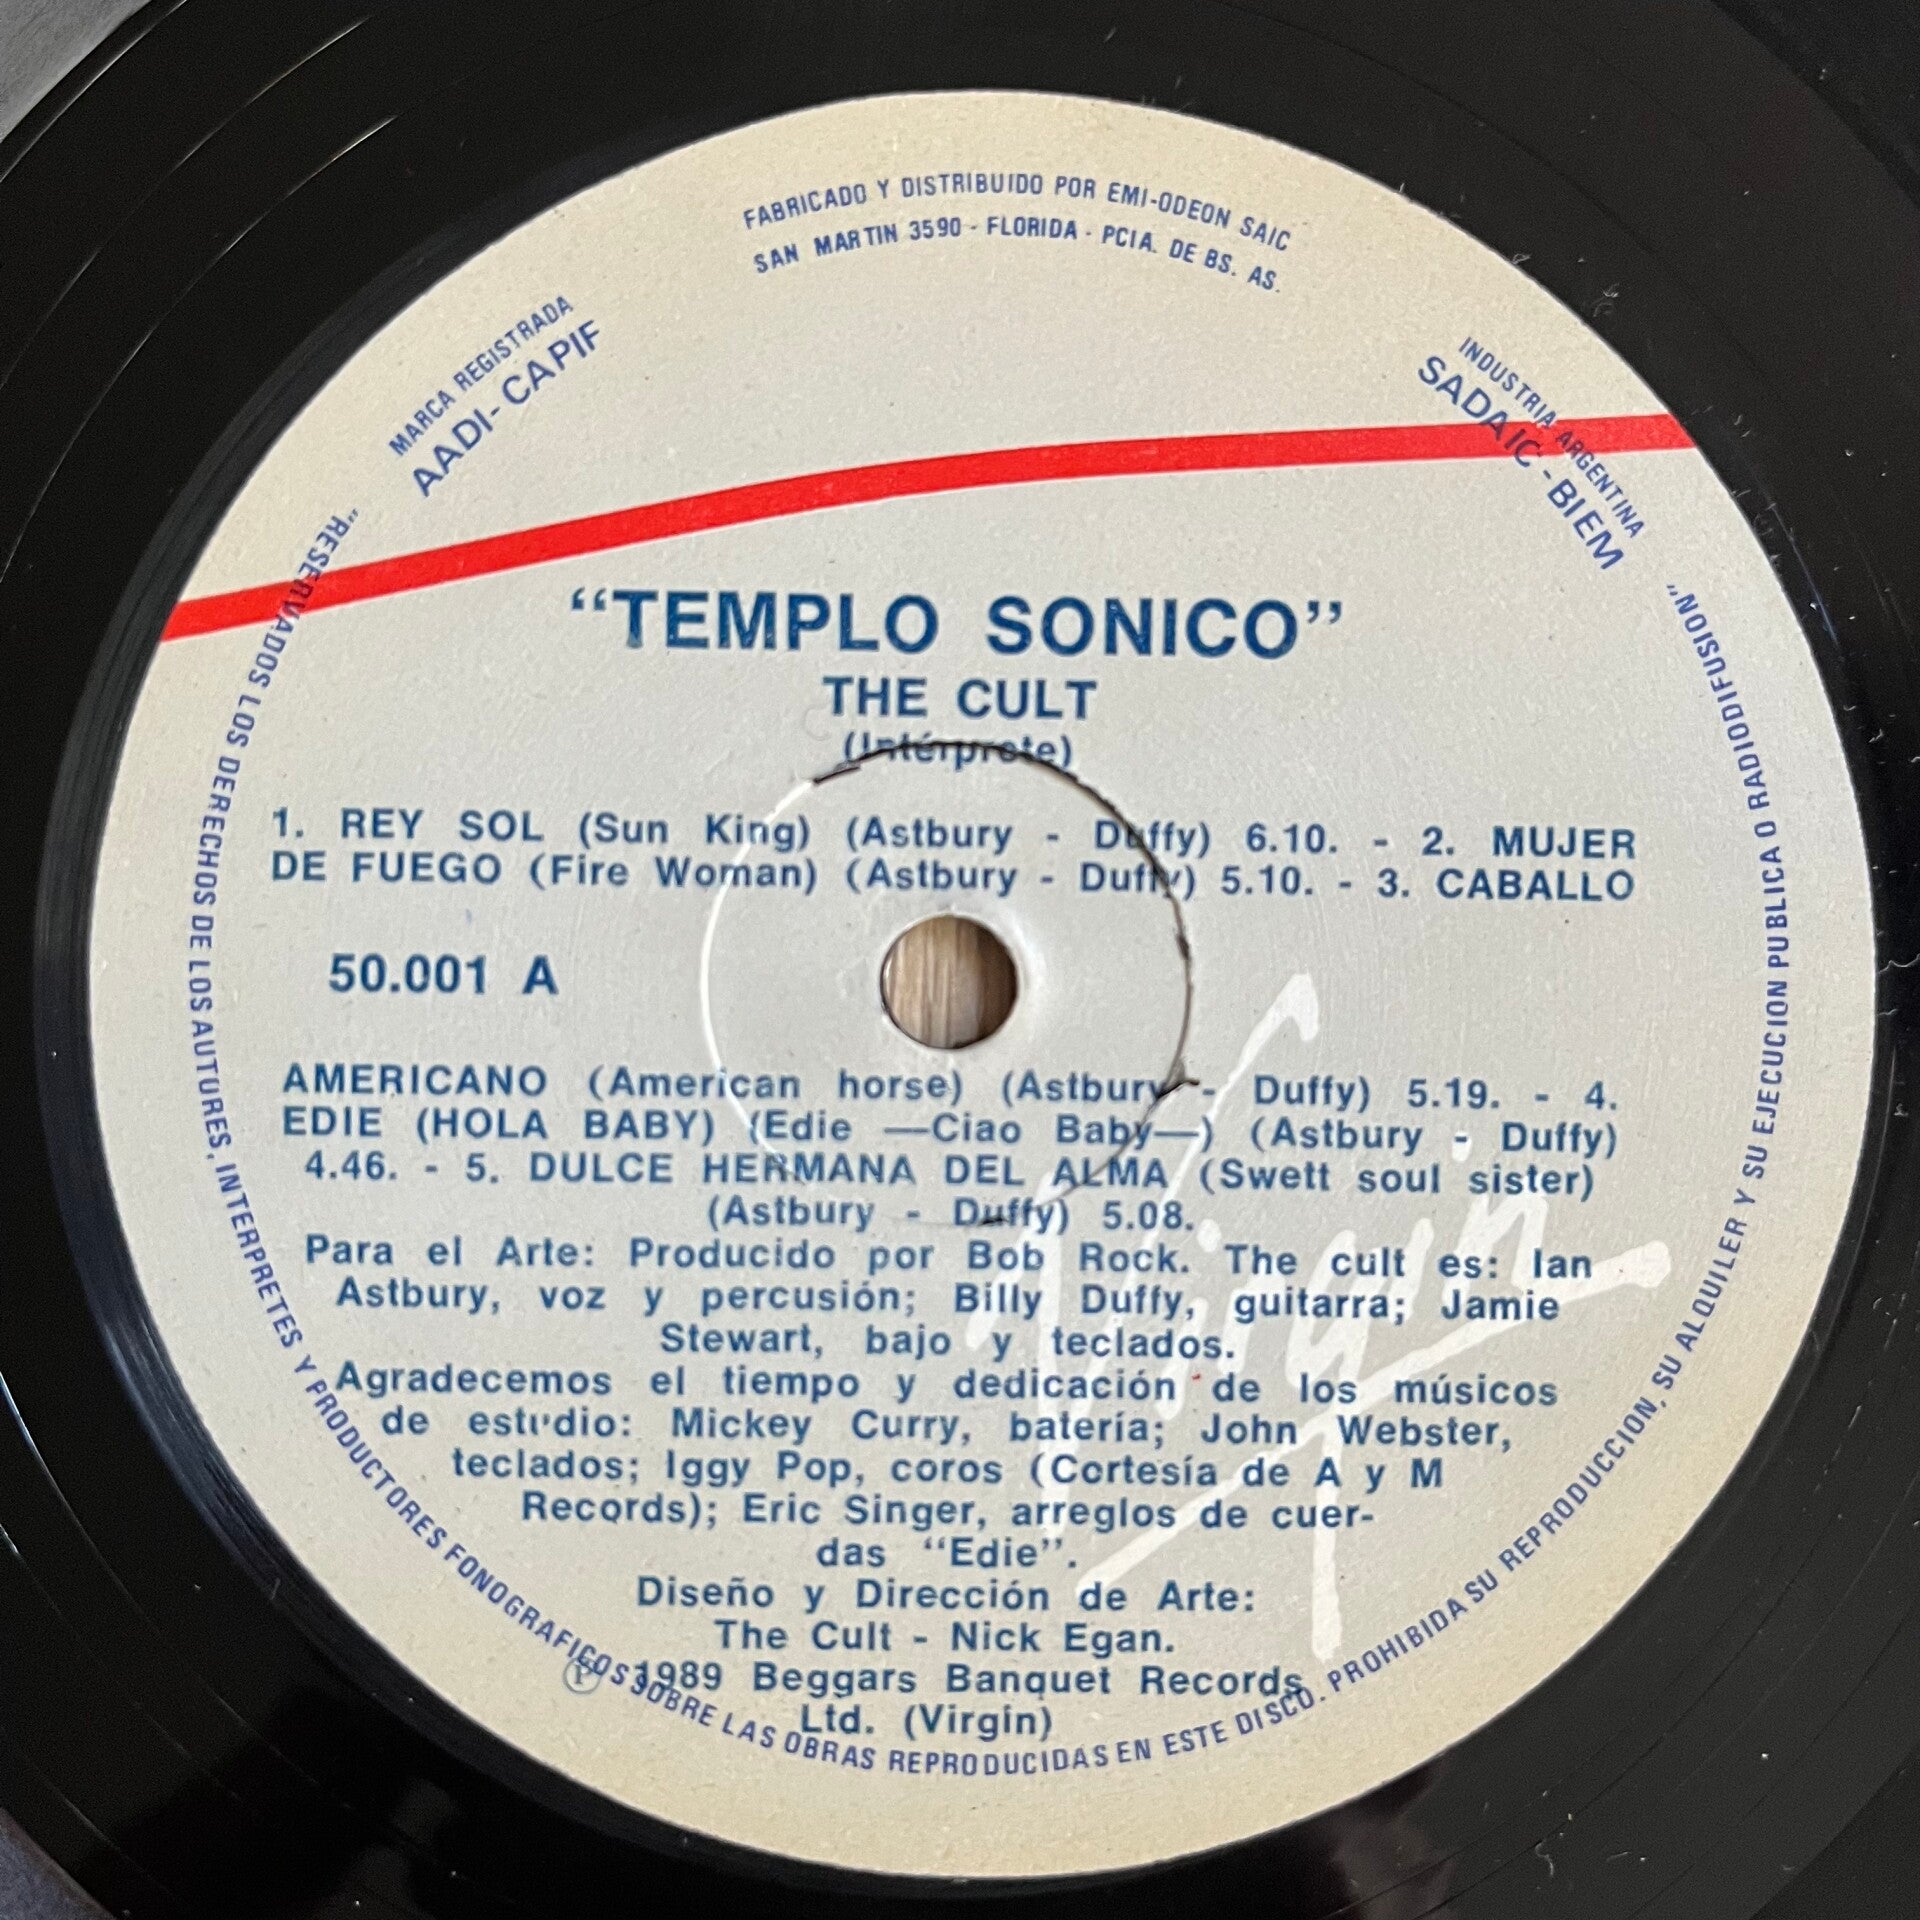 FABRICADO Y DISTRIBUIDO POR EMI-ODEON SAIC
SAN MARTIN 3590 - FLORIDA - PCIA. DE BS. AS.
MARCA REGISTRADA
AADI - CAPIF
INDUSTRIA ARGENTINA
SADAIC - BIEM
“TEMPLO SONICO”
THE CULT
(Intérprete)
1. REY SOL (Sun King) (Astbury - Duffy) 6.10. - 2. MUJER
DE FUEGO (Fire Woman) (Astbury - Duffy) 5.10. - 3. CABALLO
50.001 A
AMERICANO (American horse) (Astbury - Duffy) 5.19. - 4.
EDIE (HOLA BABY) (Edie —Ciao Baby—) (Astbury - Duffy)
4.46. - 5. DULCE HERMANA DEL ALMA (Swett soul sister)
(Astbury - Duffy) 5.08.
Para el Arte: Producido por Bob Rock. The cult es: Ian
Astbury, voz y percusión; Billy Duffy, guitarra; Jamie
Stewart, bajo y teclados.
Agradecemos el tiempo y dedicación de los músicos
de estudio: Mickey Curry, batería; John Webster,
teclados; Iggy Pop, coros (Cortesía de A y M
Records); Eric Singer, arreglos de cuer-
das “Edie”.
Diseño y Dirección de Arte:
The Cult - Nick Egan.
Ⓟ 1989 Beggars Banquet Records
Ltd. (Virgin)
Virgin
“RESERVADOS LOS DERECHOS DE LOS AUTURES, INTERPRETES Y PRODUCTORES FONOGRAFICOS SOBRE LAS OBRAS REPRODUCIDAS EN ESTE DISCO. PROHIBIDA SU REPRODUCCION, SU ALQUILER Y SU EJECUCION PUBLICA O RADIODIFUSION”